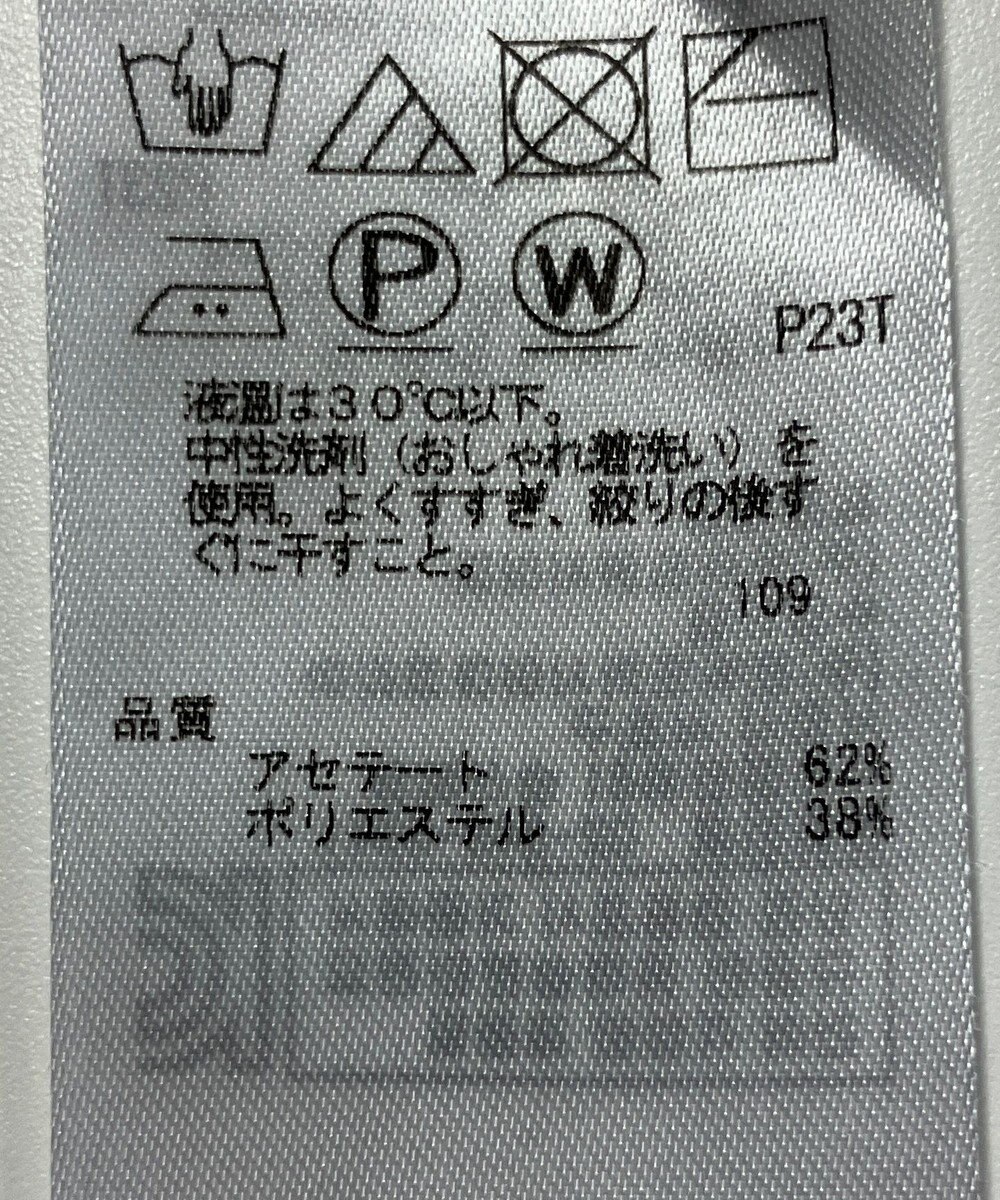 P W
P23T
液温は30℃以下。
中性洗剤（おしゃれ着洗い）を
使用。よくすすぎ、絞りの後す
ぐに干すこと。
109
品質
アセテート 62%
ポリエステル 38%